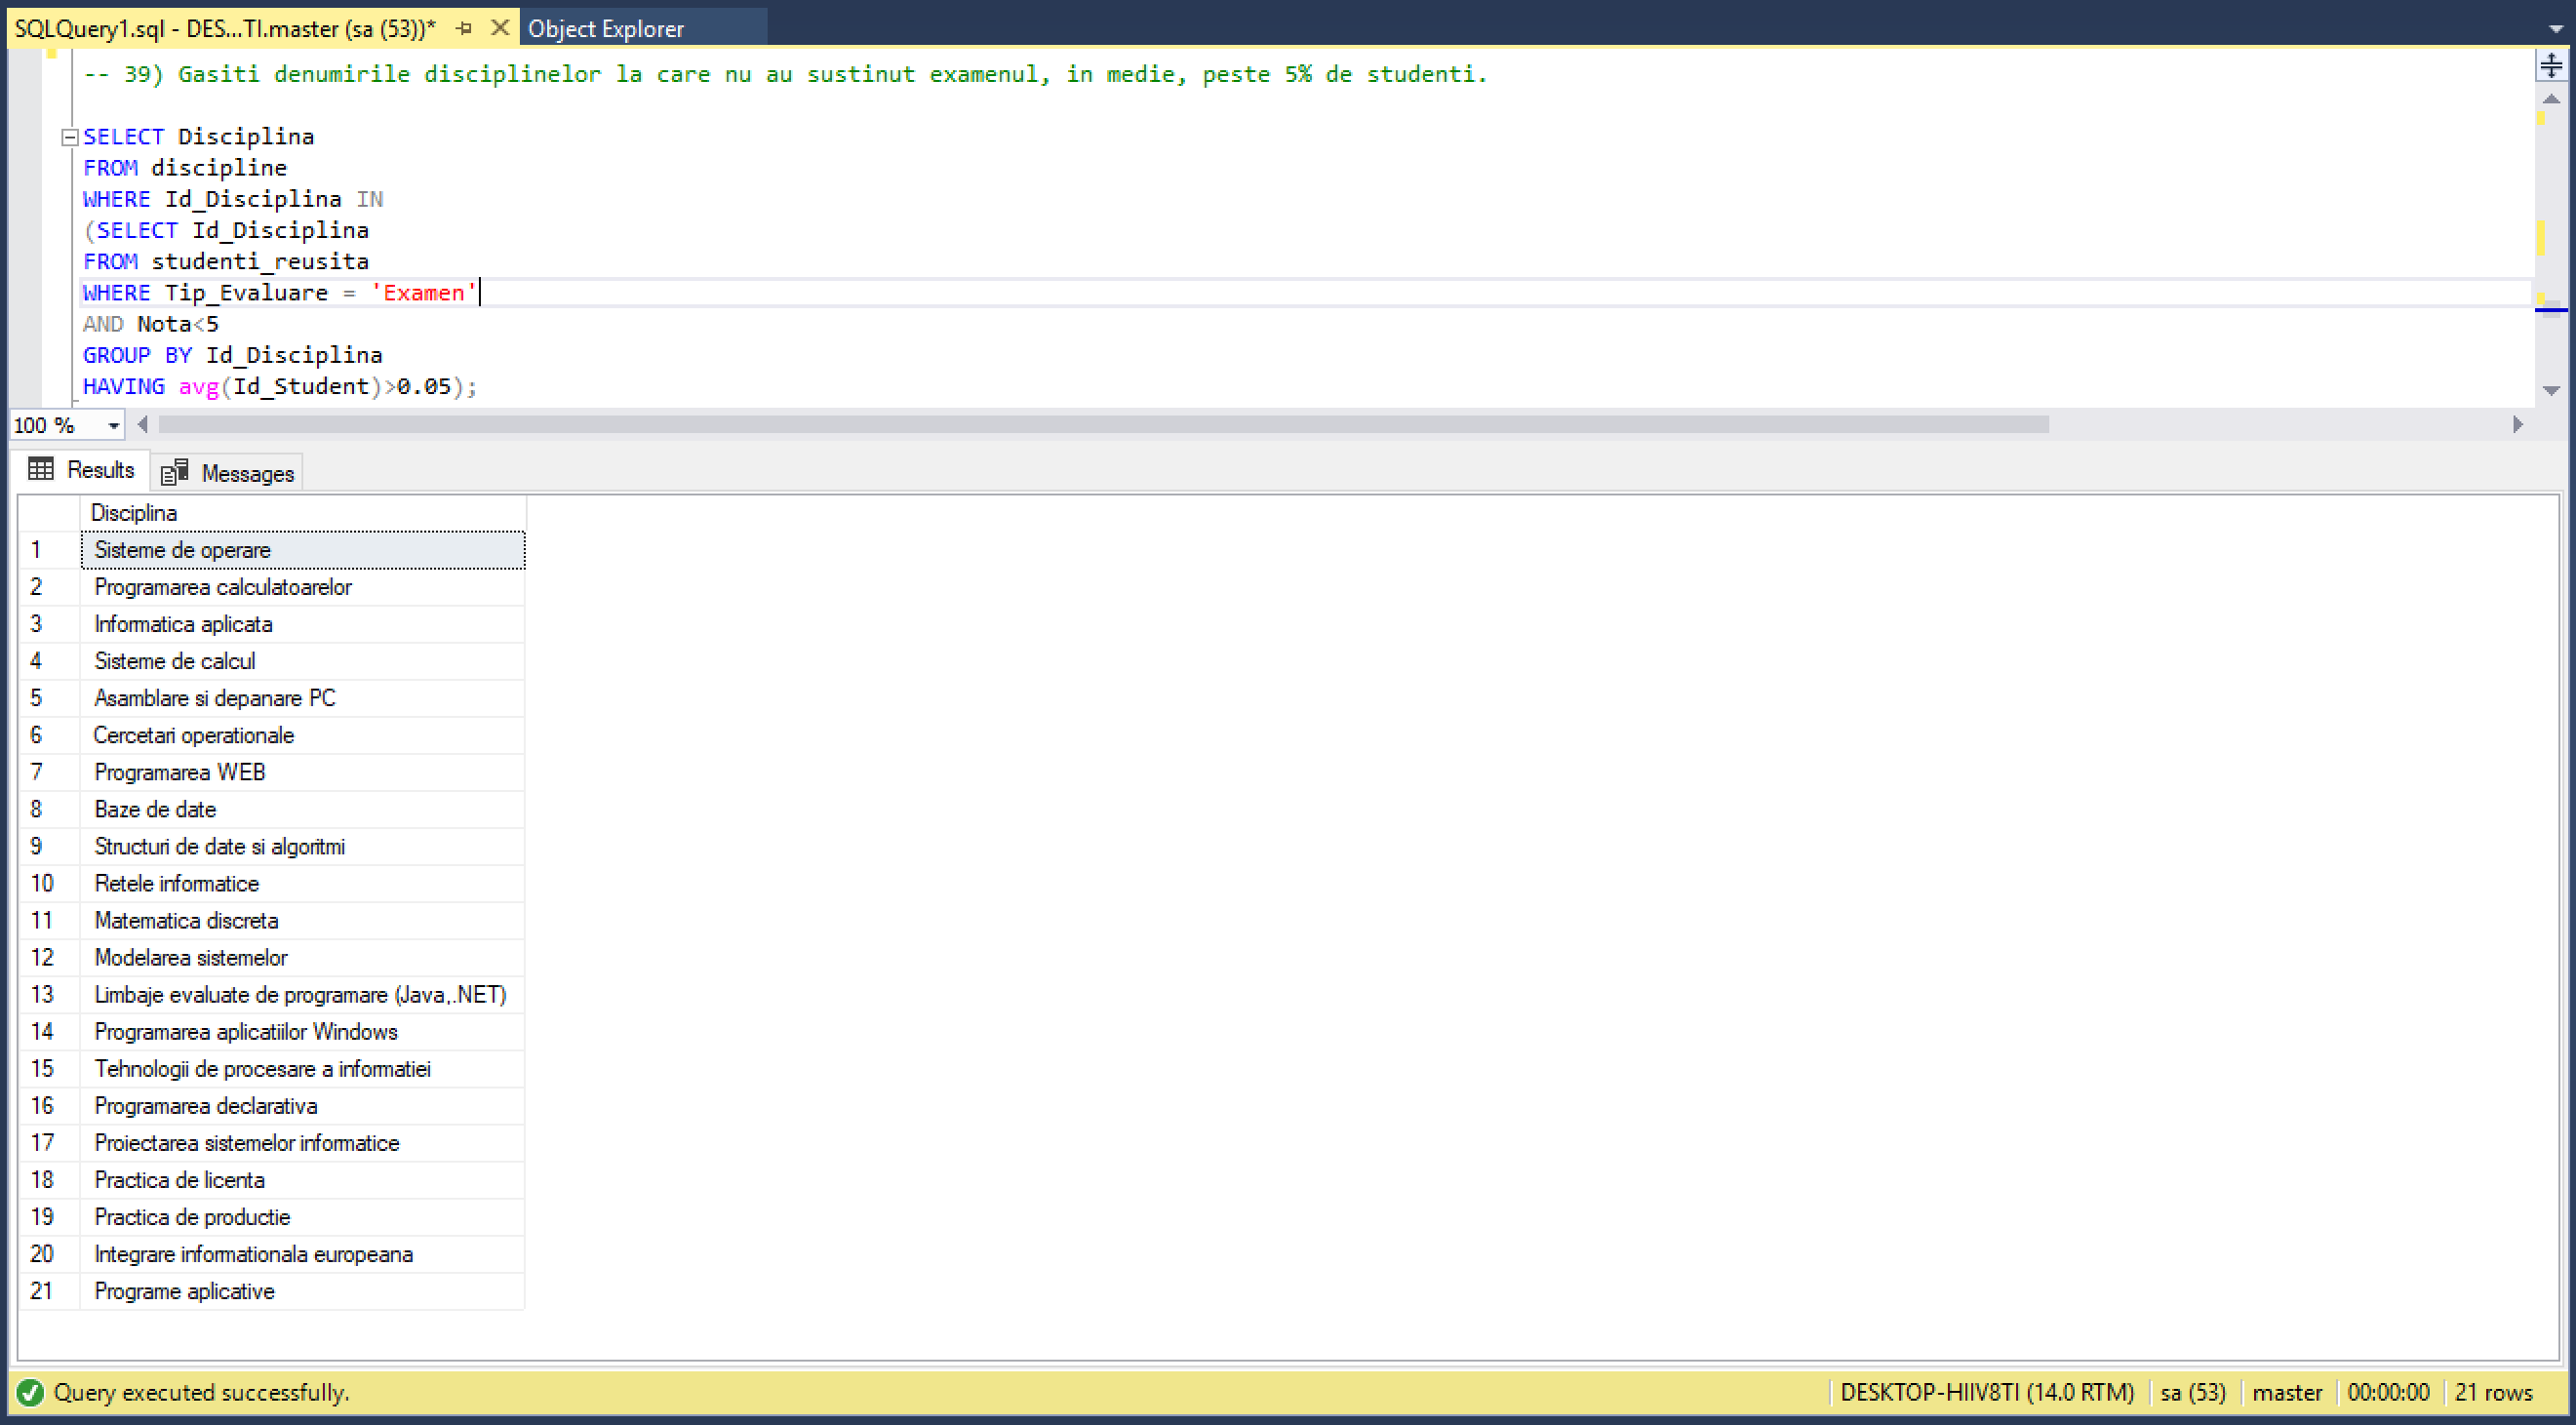 SQLQuery1.sql - DES...TI.master (sa (53))* Object Explorer
-- 39) Gasiti denumirile disciplinelor la care nu au sustinut examenul, in medie, peste 5% de studenti.
SELECT Disciplina
FROM discipline
WHERE Id_Disciplina IN
(SELECT Id_Disciplina
FROM studenti_reusita
WHERE Tip_Evaluare = 'Examen'
AND Nota<5
GROUP BY Id_Disciplina
HAVING avg(Id_Student)>0.05);
100 %
Results Messages
Disciplina
1 Sisteme de operare
2 Programarea calculatoarelor
3 Informatica aplicata
4 Sisteme de calcul
5 Asamblare si depanare PC
6 Cercetari operationale
7 Programarea WEB
8 Baze de date
9 Structuri de date si algoritmi
10 Retele informatice
11 Matematica discreta
12 Modelarea sistemelor
13 Limbaje evaluate de programare (Java,.NET)
14 Programarea aplicatiilor Windows
15 Tehnologii de procesare a informatiei
16 Programarea declarativa
17 Proiectarea sistemelor informatice
18 Practica de licenta
19 Practica de productie
20 Integrare informationala europeana
21 Programe aplicative
Query executed successfully. DESKTOP-HIIV8TI (14.0 RTM) sa (53) master 00:00:00 21 rows